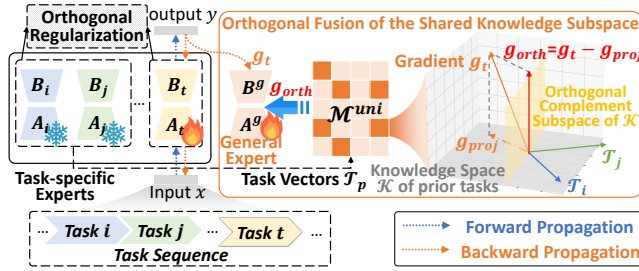 Orthogonal
Regularization
output y
Orthogonal Fusion of the Shared Knowledge Subspace
g_t
B_i
B_j
...
B_t
A_i
A_j
A_t
B^g
A^g
g_orth
General
Expert
M^uni
Gradient g_t
g_orth=g_t − g_proj
Orthogonal
Complement
Subspace of K
g_proj
Knowledge Space
K of prior tasks
T_j
T_i
Task-specific
Experts
Input x
Task Vectors T_p
... Task i Task j ... Task t ...
Task Sequence
Forward Propagation
Backward Propagation